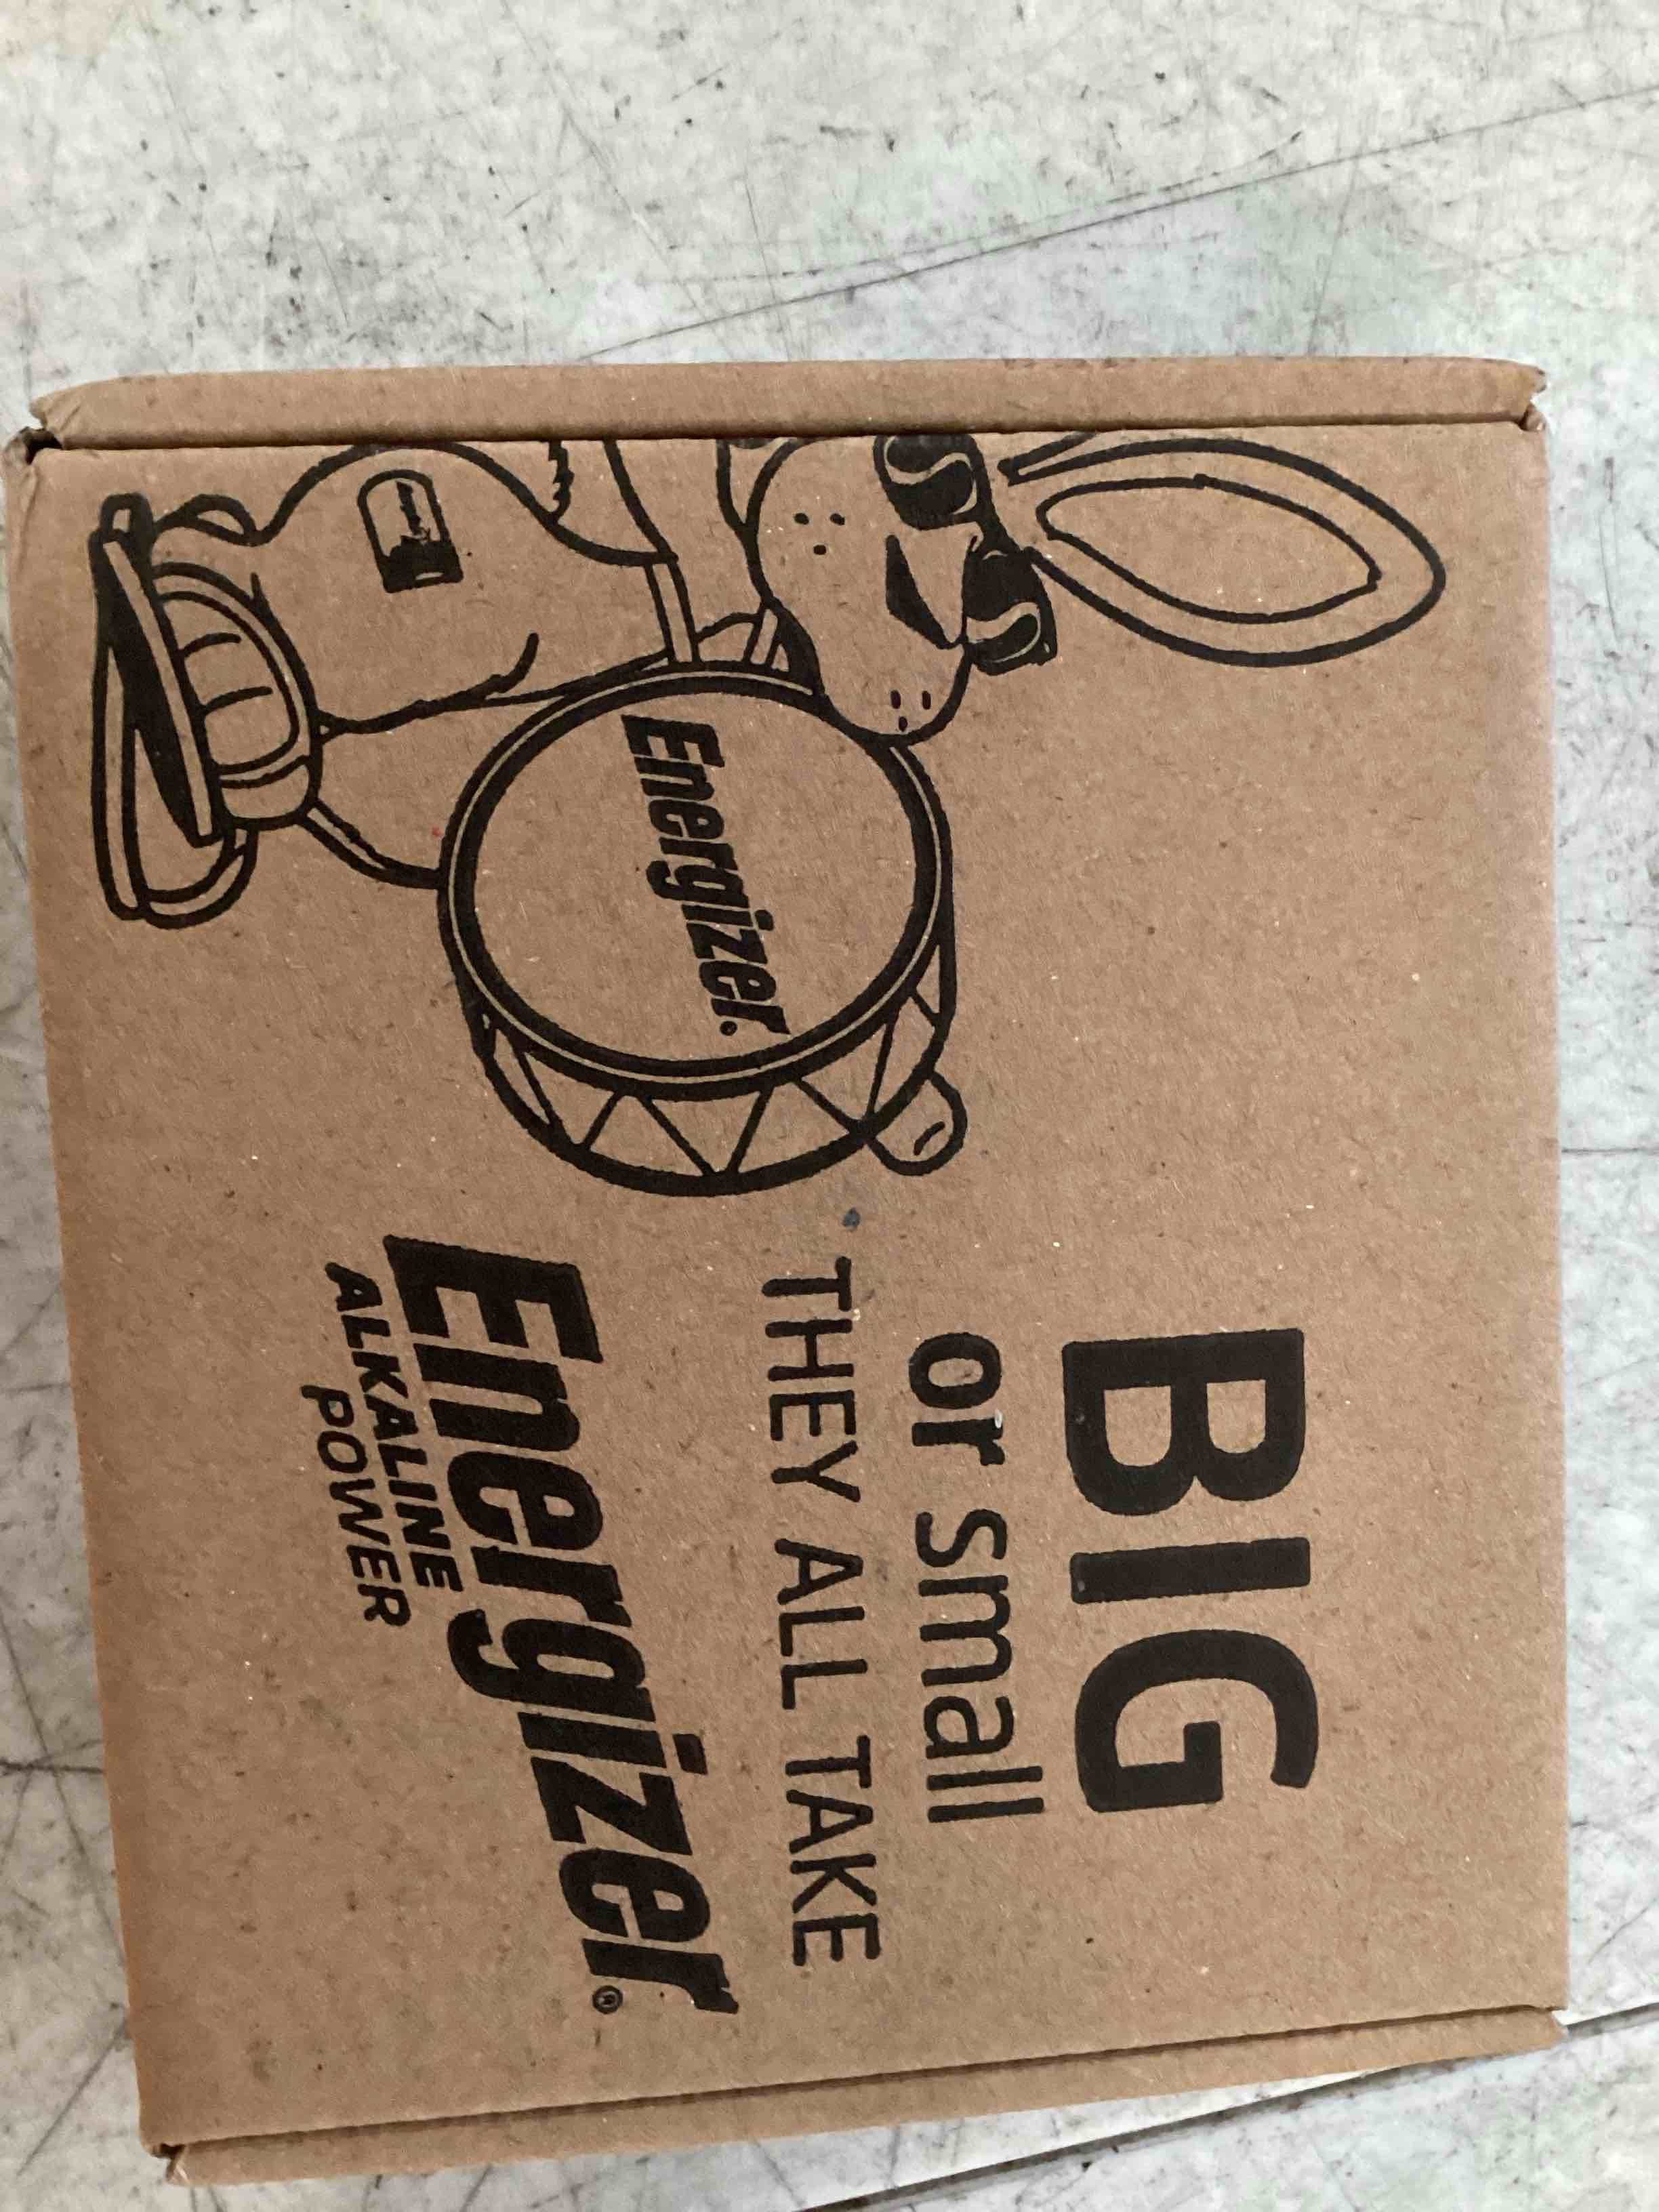 BIG
or small
THEY ALL TAKE
Energizer®
ALKALINE
POWER
Energizer®